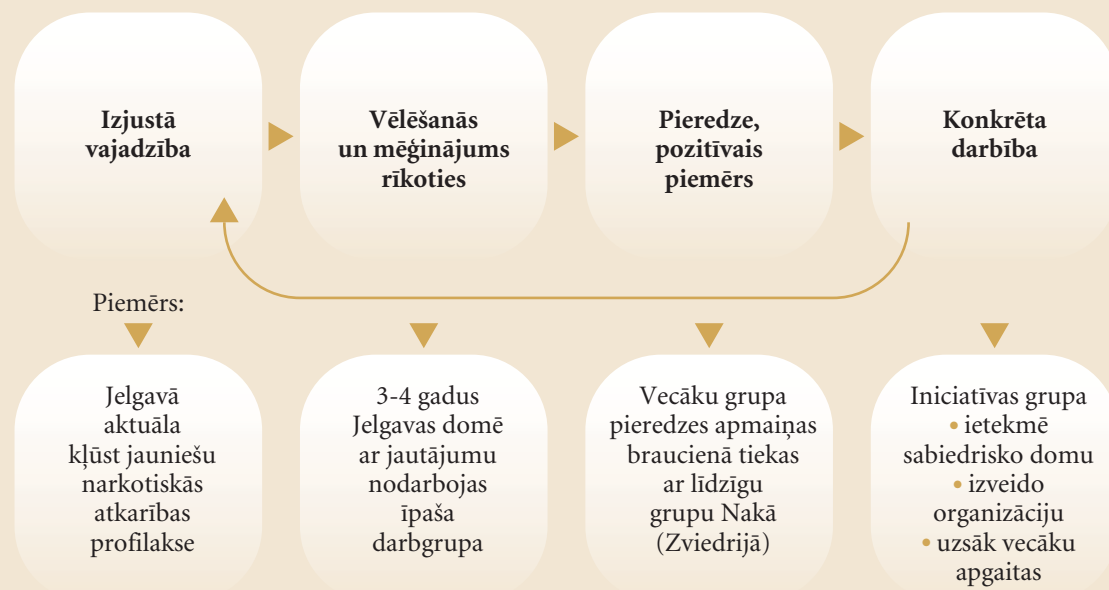 Izjustā
vajadzība
Vēlēšanās
un mēģinājums
rīkoties
Pieredze,
pozitīvais
piemērs
Konkrēta
darbība
Piemērs:
Jelgavā
aktuāla
kļūst jauniešu
narkotiskās
atkarības
profilakse
3-4 gadus
Jelgavas domē
ar jautājumu
nodarbojas
īpaša
darbgrupa
Vecāku grupa
pieredzes apmaiņas
braucienā tiekas
ar līdzīgu
grupu Nakā
(Zviedrijā)
Iniciatīvas grupa
• ietekmē
sabiedrisko domu
• izveido
organizāciju
• uzsāk vecāku
apgaitas